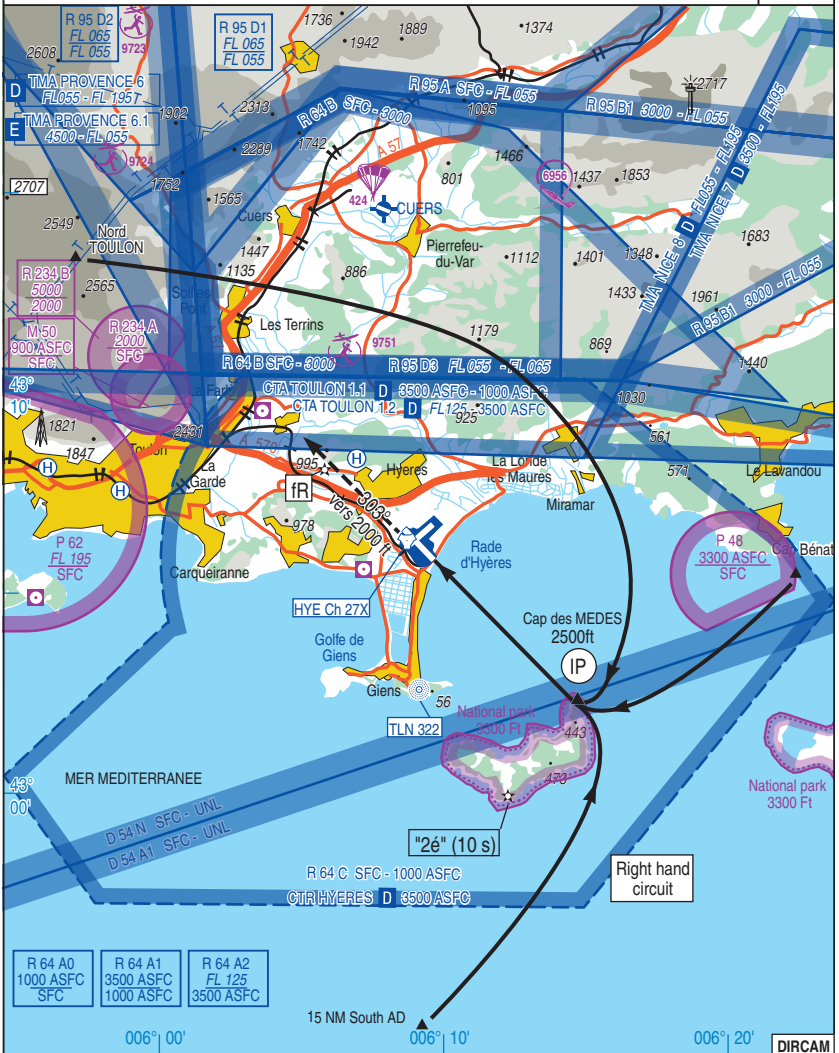 R 95 D2
FL 065
FL 055
9723
R 95 D1
FL 065
FL 055
1736
1942
1889
1374
2608
D
TMA PROVENCE 6
FL055 - FL 195
E
TMA PROVENCE 6.1
4500 - FL 055
1902
2313
2289
1742
R 64 B SFC - 3000
R 95 A SFC - FL 055
1095
R 95 B1 3000 - FL 055
2717
A 57
1466
801
6956
1437
1853
9724
1752
1565
424
CUERS
Cuers
2707
2549
Nord
TOULON
1447
1135
Pierrefeu-
du-Var
1112
1401
1348
1683
TMA NICE 8 D FL055 - FL195
TMA NICE 7 D 3500 - FL195
R 234 B
5000
2000
2565
886
1433
1961
R 95 B1 3000 - FL 055
Solliès
Pont
M 50
900 ASFC
SFC
R 234 A
2000
SFC
Les Terrins
9751
1179
869
1440
R 64 B SFC - 3000
R 95 D3 FL 055 - FL 065
43°
10'
CTA TOULON 1.1 D 3500 ASFC - 1000 ASFC
CTA TOULON 1.2 D FL125 - 3500 ASFC
1030
925
1821
1847
2431
Toulon
A 570
995
H
H
H
La
Garde
Hyeres
La Londe
les Maures
561
571
Le Lavandou
fR
303°
vers 2000 ft
978
Miramar
P 62
FL 195
SFC
Carqueiranne
Rade
d'Hyères
P 48
3300 ASFC
SFC
Cap Bénat
HYE Ch 27X
Cap des MEDES
2500ft
IP
Golfe de
Giens
Giens
56
TLN 322
National park
3300 Ft
443
473
MER MEDITERRANEE
43°
00'
National park
3300 Ft
D 54 N SFC - UNL
D 54 A1 SFC - UNL
"2é" (10 s)
R 64 C SFC - 1000 ASFC
CTR HYERES D 3500 ASFC
Right hand
circuit
R 64 A0
1000 ASFC
SFC
R 64 A1
3500 ASFC
1000 ASFC
R 64 A2
FL 125
3500 ASFC
15 NM South AD
006° 00'
006° 10'
006° 20'
DIRCAM